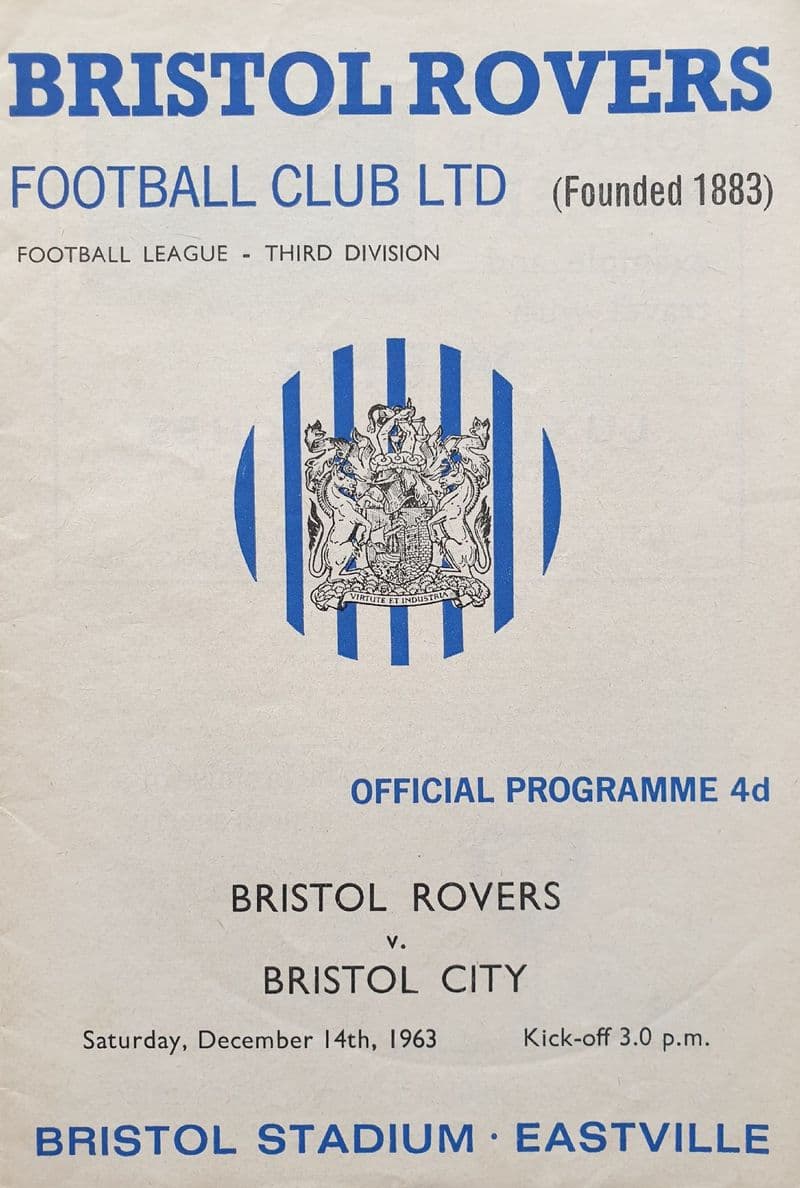 BRISTOL ROVERS
FOOTBALL CLUB LTD (Founded 1883)
FOOTBALL LEAGUE - THIRD DIVISION
VIRTUTE ET INDUSTRIA
OFFICIAL PROGRAMME 4d
BRISTOL ROVERS
v.
BRISTOL CITY
Saturday, December 14th, 1963 Kick-off 3.0 p.m.
BRISTOL STADIUM · EASTVILLE